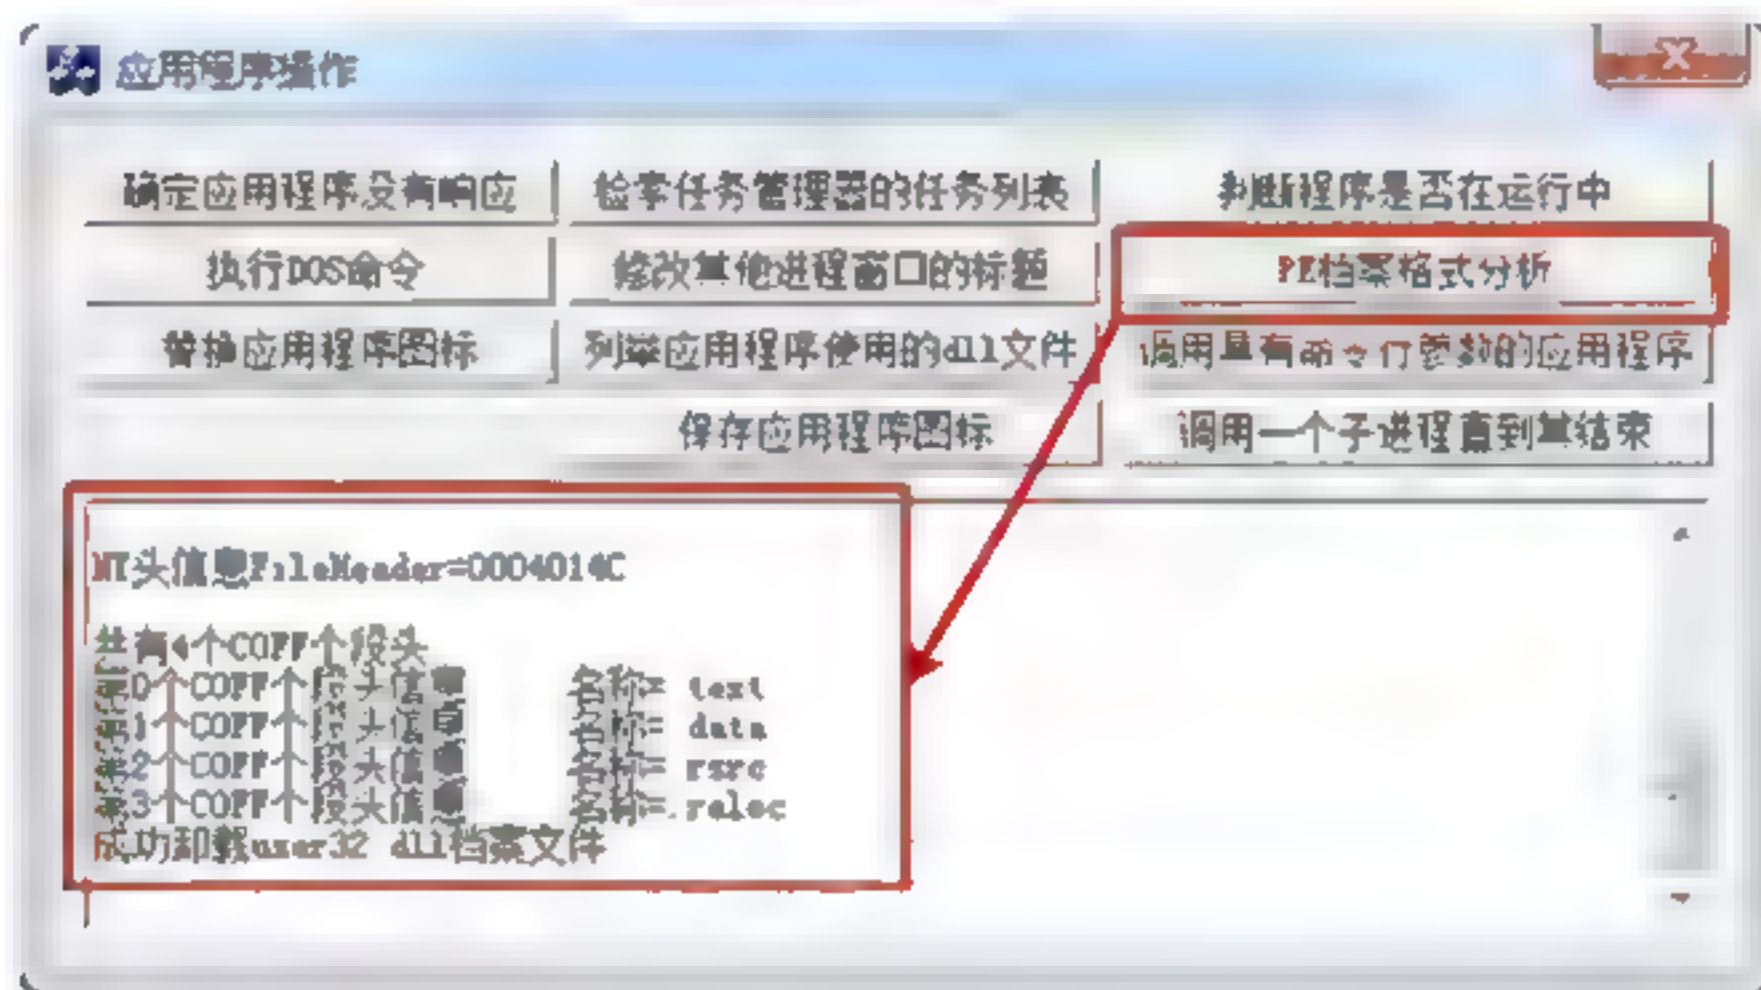 应用程序操作
确定应用程序没有响应 检索任务管理器的任务列表 判断程序是否在运行中
执行DOS命令 修改其他进程窗口的标题 PE档案格式分析
替换应用程序图标 列举应用程序使用的dll文件 调用具有命令行参数的应用程序
保存应用程序图标 调用一个子进程直到其结束
NT头信息FileHeader=0004014C
共有4个COFF个段头
第0个COFF个段头信息 名称=.text
第1个COFF个段头信息 名称=.data
第2个COFF个段头信息 名称=.rsrc
第3个COFF个段头信息 名称=.reloc
成功卸载user32.dll档案文件